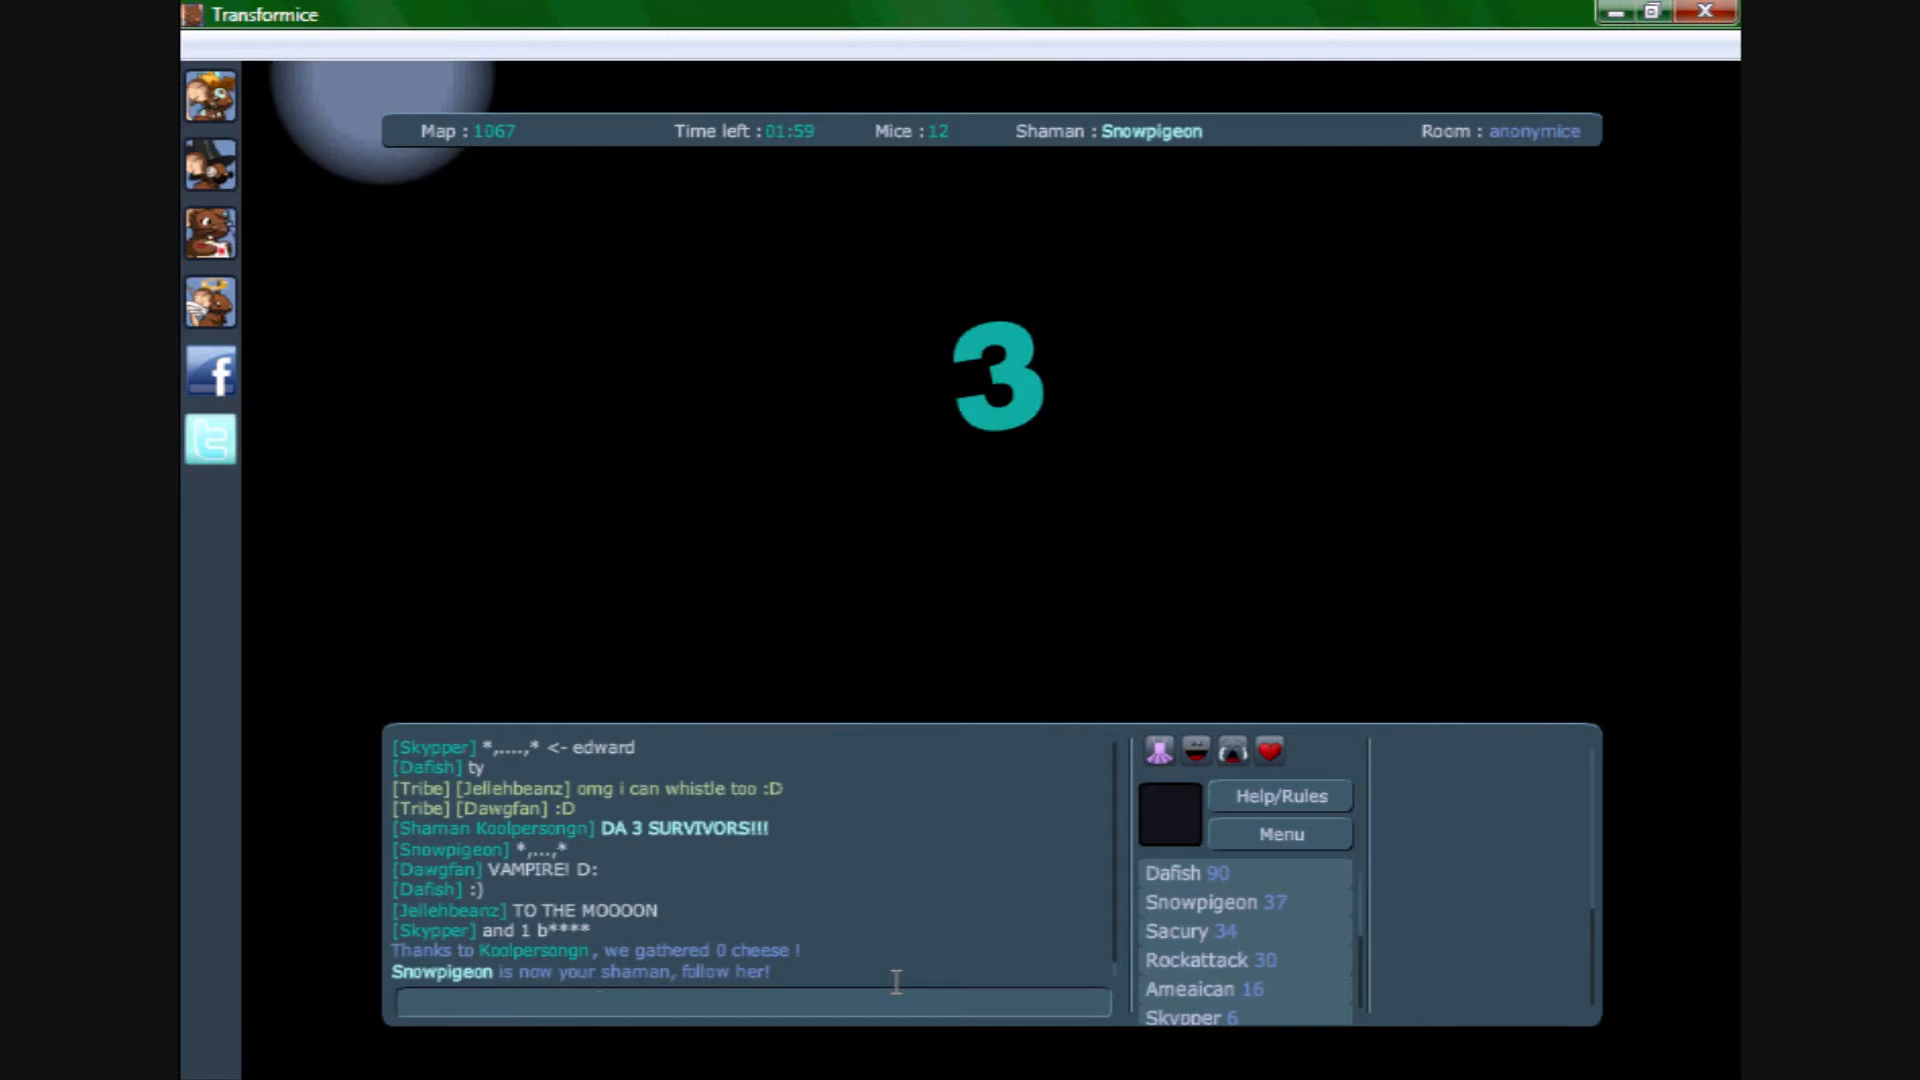 Transformice
Map : 1067 Time left : 01:59 Mice : 12 Shaman : Snowpigeon Room : anonymice
3
[Skypper] *,....,* <- edward
[Dafish] ty
[Tribe] [Jellehbeanz] omg i can whistle too :D
[Tribe] [Dawgfan] :D
[Shaman Koolpersongn] DA 3 SURVIVORS!!!
[Snowpigeon] *,...,*
[Dawgfan] VAMPIRE! D:
[Dafish] :)
[Jellehbeanz] TO THE MOOOON
[Skypper] and 1 b****
Thanks to Koolpersongn, we gathered 0 cheese !
Snowpigeon is now your shaman, follow her!
Help/Rules
Menu
Dafish 90
Snowpigeon 37
Sacury 34
Rockattack 30
Ameaican 16
Skypper 6